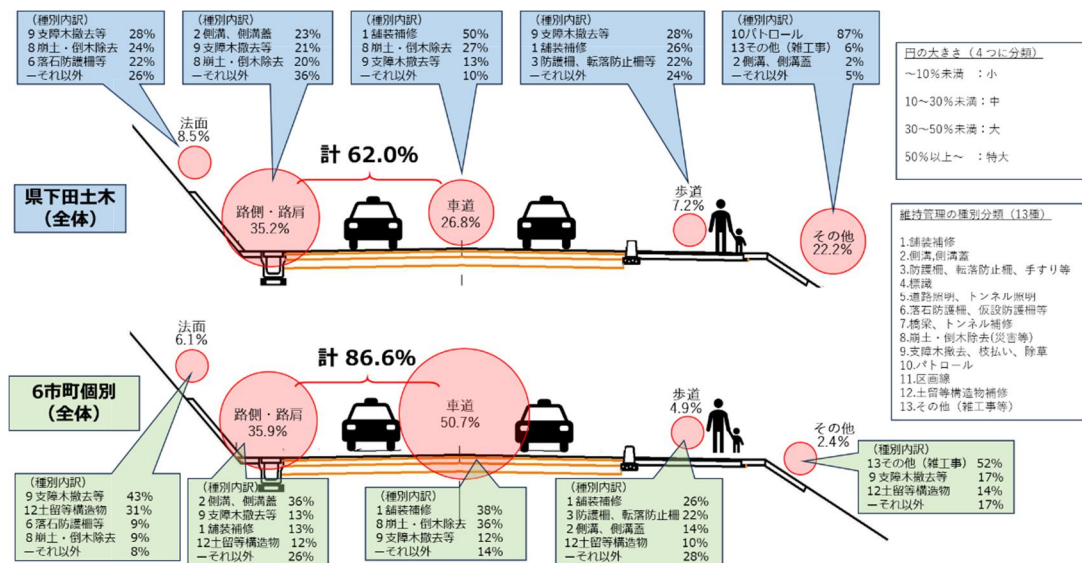 (種別内訳)
9支障木撤去等 28%
8崩土・倒木除去 24%
6落石防護柵等 22%
ーそれ以外 26%
(種別内訳)
2側溝、側溝蓋 23%
9支障木撤去等 21%
8崩土・倒木除去 20%
ーそれ以外 36%
(種別内訳)
1舗装補修 50%
8崩土・倒木除去 27%
9支障木撤去等 13%
ーそれ以外 10%
(種別内訳)
9支障木撤去等 28%
1舗装補修 26%
3防護柵、転落防止柵等 22%
ーそれ以外 24%
(種別内訳)
10パトロール 87%
13その他(雑工事) 6%
2側溝、側溝蓋 2%
ーそれ以外 5%
円の大きさ(4つに分類)
~10%未満 :小
10~30%未満:中
30~50%未満:大
50%以上~ :特大
県下田土木
(全体)
法面
8.5%
路側・路肩
35.2%
計 62.0%
車道
26.8%
歩道
7.2%
その他
22.2%
維持管理の種別分類(13種)
1.舗装補修
2.側溝,側溝蓋
3.防護柵、転落防止柵、手すり等
4.標識
5.道路照明、トンネル照明
6.落石防護柵、仮設防護柵等
7.橋梁、トンネル補修
8.崩土・倒木除去(災害等)
9.支障木撤去、枝払い、除草
10.パトロール
11.区画線
12.土留等構造物補修
13.その他(雑工事等)
6市町個別
(全体)
法面
6.1%
路側・路肩
35.9%
計 86.6%
車道
50.7%
歩道
4.9%
その他
2.4%
(種別内訳)
9支障木撤去等 43%
12土留等構造物 31%
6落石防護柵等 9%
8崩土・倒木除去 9%
ーそれ以外 8%
(種別内訳)
2側溝、側溝蓋 36%
9支障木撤去等 13%
1舗装補修 13%
12土留等構造物 12%
ーそれ以外 26%
(種別内訳)
1舗装補修 38%
8崩土・倒木除去 36%
9支障木撤去等 12%
ーそれ以外 14%
(種別内訳)
1舗装補修 26%
3防護柵、転落防止柵 22%
2側溝、側溝蓋 14%
12土留等構造物 10%
ーそれ以外 28%
(種別内訳)
13その他(雑工事) 52%
9支障木撤去等 17%
12土留等構造物 14%
ーそれ以外 17%